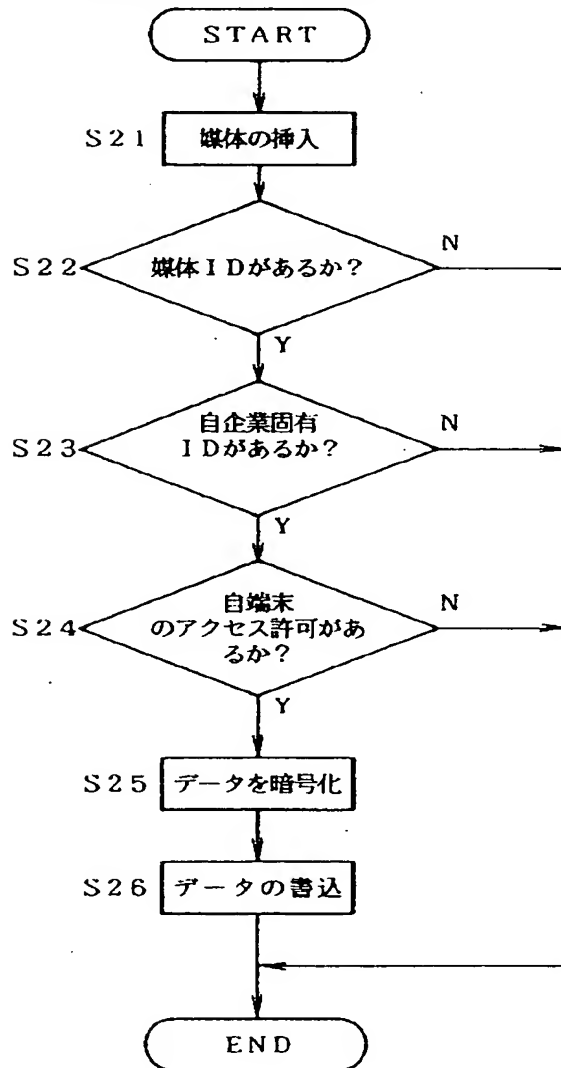 START
S21 媒体の挿入
S22 媒体IDがあるか? N
Y
自企業固有 N
S23 IDがあるか?
Y
自端末 N
S24 のアクセス許可があ
るか?
Y
S25 データを暗号化
S26 データの書込
END